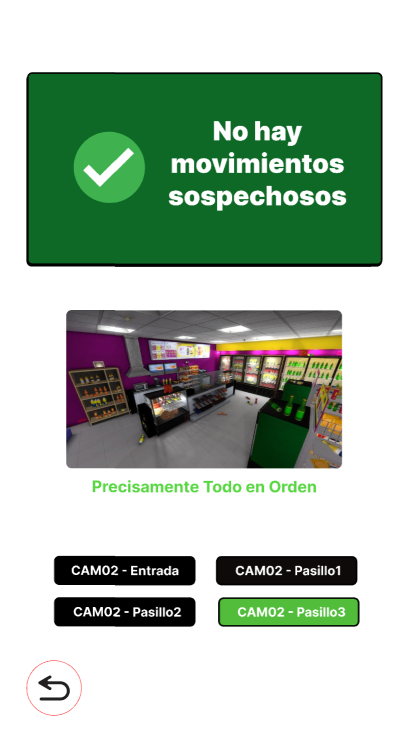 No hay
movimientos
sospechosos
Precisamente Todo en Orden
CAM02 - Entrada
CAM02 - Pasillo1
CAM02 - Pasillo2
CAM02 - Pasillo3